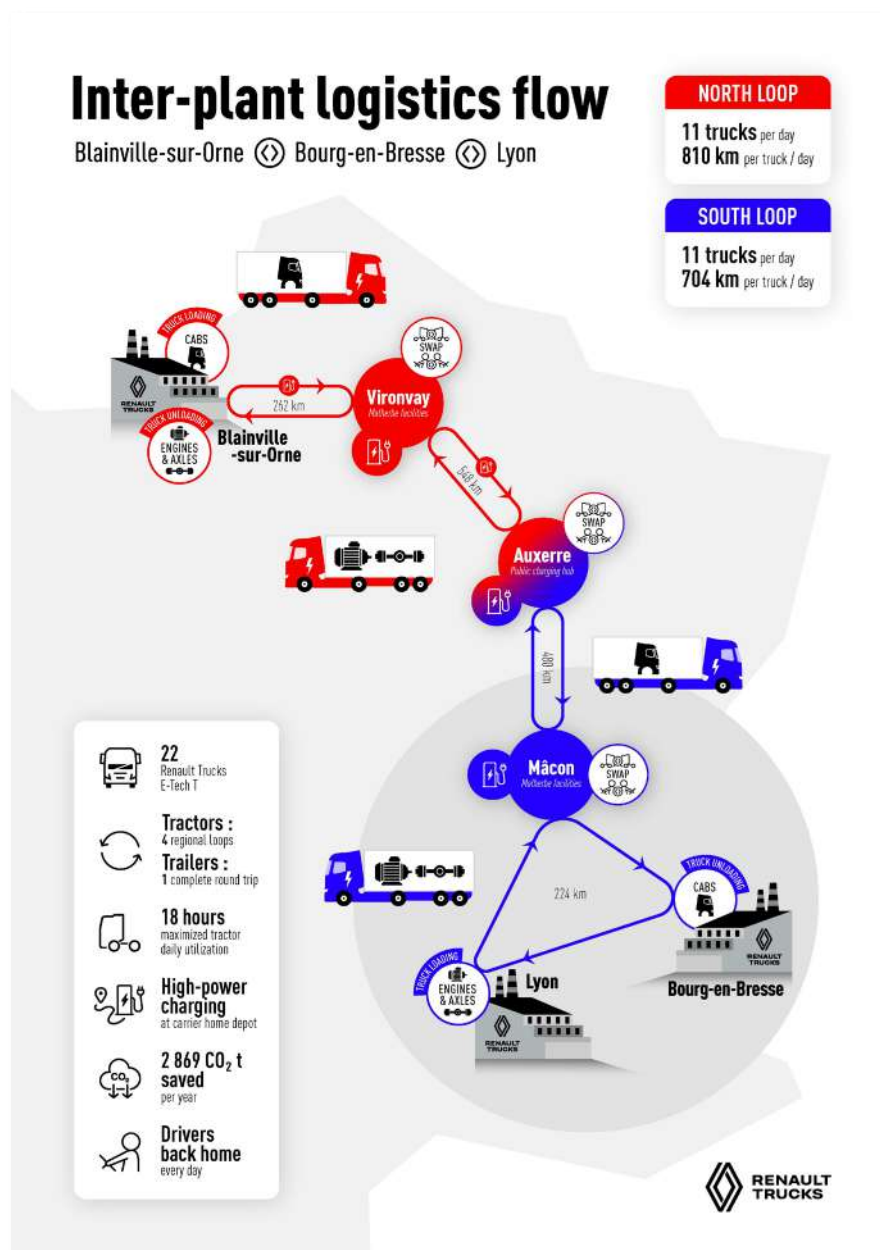 Inter-plant logistics flow
Blainville-sur-Orne Bourg-en-Bresse Lyon
NORTH LOOP
11 trucks per day
810 km per truck / day
SOUTH LOOP
11 trucks per day
704 km per truck / day
TRUCK LOADING
CABS
RENAULT
TRUCKS
TRUCK UNLOADING
ENGINES
& AXLES
Blainville
-sur-Orne
262 km
SWAP
Vironvay
Malherbe facilities
548 km
SWAP
Auxerre
Public charging hub
480 km
Mâcon
Malherbe facilities
SWAP
224 km
TRUCK UNLOADING
CABS
RENAULT
TRUCKS
Bourg-en-Bresse
TRUCK LOADING
ENGINES
& AXLES
Lyon
RENAULT
TRUCKS
22
Renault Trucks
E-Tech T
Tractors :
4 regional loops
Trailers :
1 complete round trip
18 hours
maximized tractor
daily utilization
High-power
charging
at carrier home depot
CO₂
2 869 CO₂ t
saved
per year
Drivers
back home
every day
RENAULT
TRUCKS